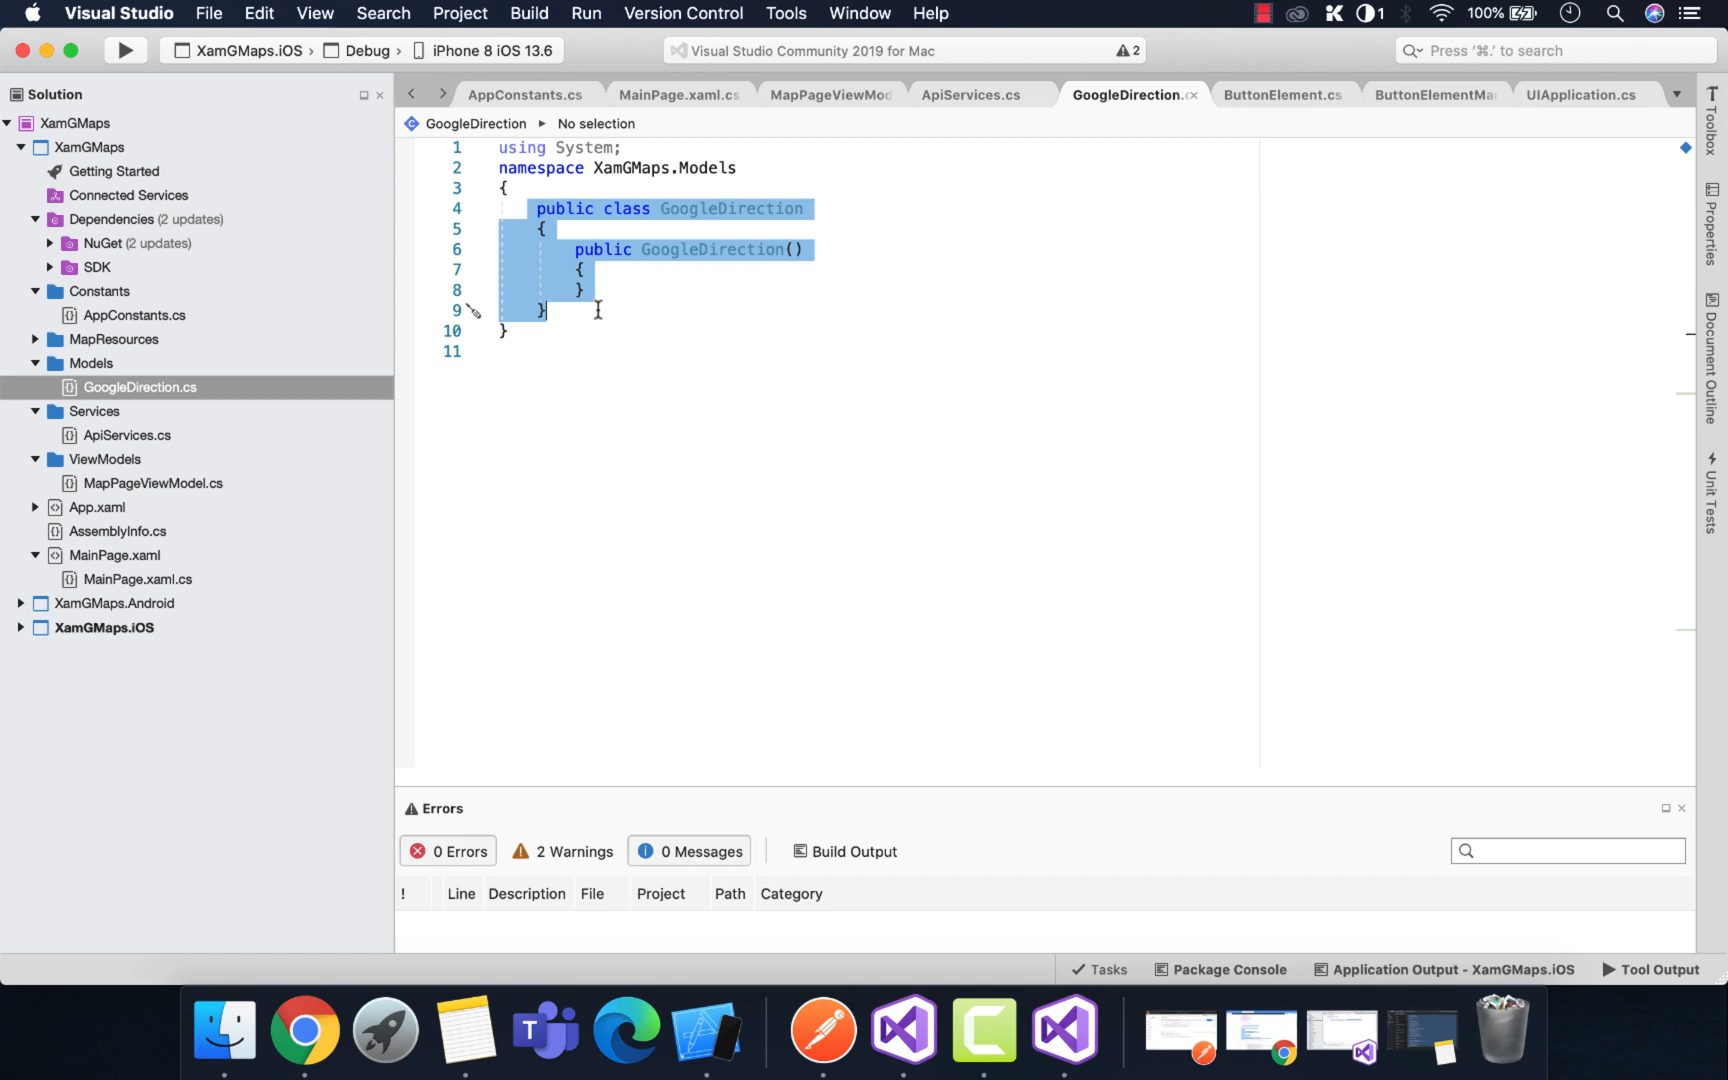 Visual Studio File Edit View Search Project Build Run Version Control Tools Window Help 1 100%
XamGMaps.iOS › Debug › iPhone 8 iOS 13.6 Visual Studio Community 2019 for Mac 2 Press '⌘.' to search
Solution
AppConstants.cs MainPage.xaml.cs MapPageViewMod ApiServices.cs GoogleDirection. ButtonElement.cs ButtonElementMa UIApplication.cs
XamGMaps
XamGMaps
Getting Started
Connected Services
Dependencies (2 updates)
NuGet (2 updates)
SDK
Constants
AppConstants.cs
MapResources
Models
GoogleDirection.cs
Services
ApiServices.cs
ViewModels
MapPageViewModel.cs
App.xaml
AssemblyInfo.cs
MainPage.xaml
MainPage.xaml.cs
XamGMaps.Android
XamGMaps.iOS
GoogleDirection No selection
1 using System;
2 namespace XamGMaps.Models
3 {
4 public class GoogleDirection
5 {
6 public GoogleDirection()
7 {
8 }
9 }
10 }
11
Toolbox
Properties
Document Outline
Unit Tests
Errors
0 Errors 2 Warnings 0 Messages Build Output
! Line Description File Project Path Category
Tasks Package Console Application Output - XamGMaps.iOS Tool Output